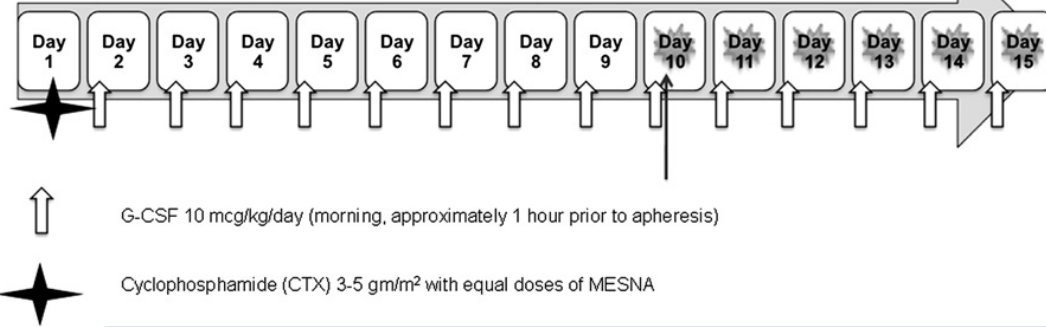 Day 1
Day 2
Day 3
Day 4
Day 5
Day 6
Day 7
Day 8
Day 9
Day 10
Day 11
Day 12
Day 13
Day 14
Day 15
G-CSF 10 mcg/kg/day (morning, approximately 1 hour prior to apheresis)
Cyclophosphamide (CTX) 3-5 gm/m² with equal doses of MESNA